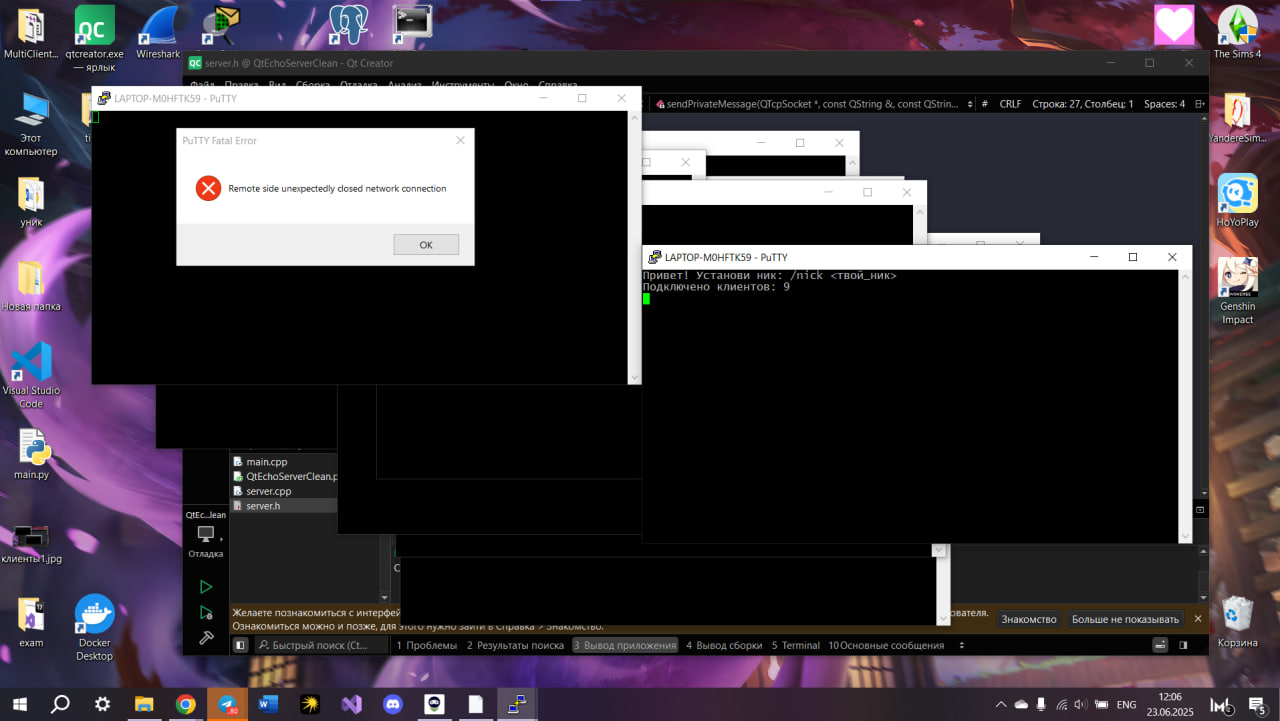 MultiClient...
qtcreator.exe
— ярлык
Wireshark
The Sims 4
QC
server.h @ QtEchoServerClean - Qt Creator
Файл Правка Вид Сборка Отладка Анализ Инструменты Окно Справка
LAPTOP-M0HFTK59 - PuTTY
sendPrivateMessage(QTcpSocket *, const QString &, const QStrin...
#
CRLF
Строка: 27, Столбец: 1
Spaces: 4
PuTTY Fatal Error
Remote side unexpectedly closed network connection
OK
Этот
компьютер
YandereSim...
уник
HoYoPlay
LAPTOP-M0HFTK59 - PuTTY
Привет! Установи ник: /nick <твой_ник>
Подключено клиентов: 9
Новая папка
Genshin
Impact
Visual Studio
Code
main.py
main.cpp
QtEchoServerClean.p
server.cpp
server.h
QtEc...lean
Отладка
клиенты1.jpg
exam
Docker
Desktop
Корзина
Желаете познакомиться с интерфей
ователя.
Ознакомиться можно и позже, для этого нужно зайти в Справка > Знакомство.
Знакомство
Больше не показывать
Быстрый поиск (Ct...
1 Проблемы
2 Результаты поиска
3 Вывод приложения
4 Вывод сборки
5 Terminal
10 Основные сообщения
ENG
12:06
23.06.2025